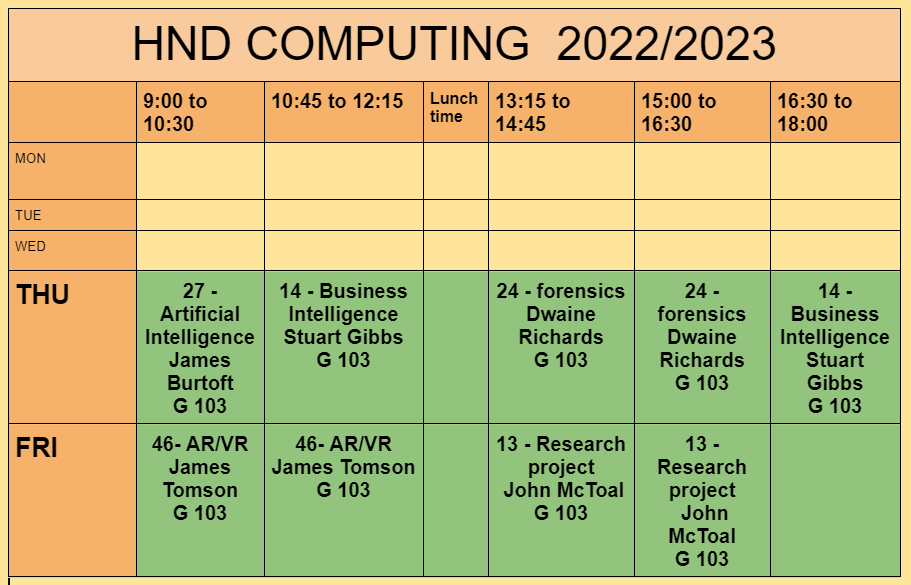 HND COMPUTING  2022/2023
9:00 to
10:30
10:45 to 12:15
Lunch
time
13:15 to
14:45
15:00 to
16:30
16:30 to
18:00
MON
TUE
WED
THU
27 -
Artificial
Intelligence
James
Burtoft
G 103
14 - Business
Intelligence
Stuart Gibbs
G 103
24 - forensics
Dwaine
Richards
G 103
24 -
forensics
Dwaine
Richards
G 103
14 -
Business
Intelligence
Stuart
Gibbs
G 103
FRI
46- AR/VR
James
Tomson
G 103
46- AR/VR
James Tomson
G 103
13 - Research
project
John McToal
G 103
13 -
Research
project
John
McToal
G 103